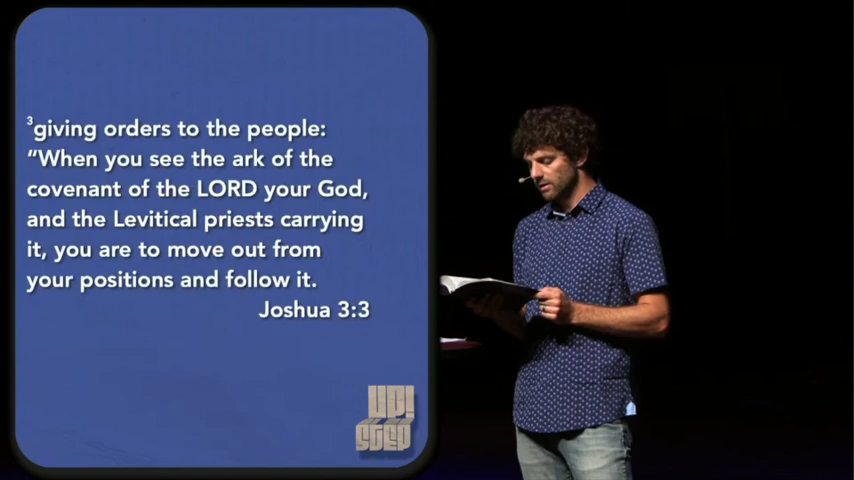 ³giving orders to the people:
“When you see the ark of the
covenant of the LORD your God,
and the Levitical priests carrying
it, you are to move out from
your positions and follow it.
Joshua 3:3
UP!
STEP